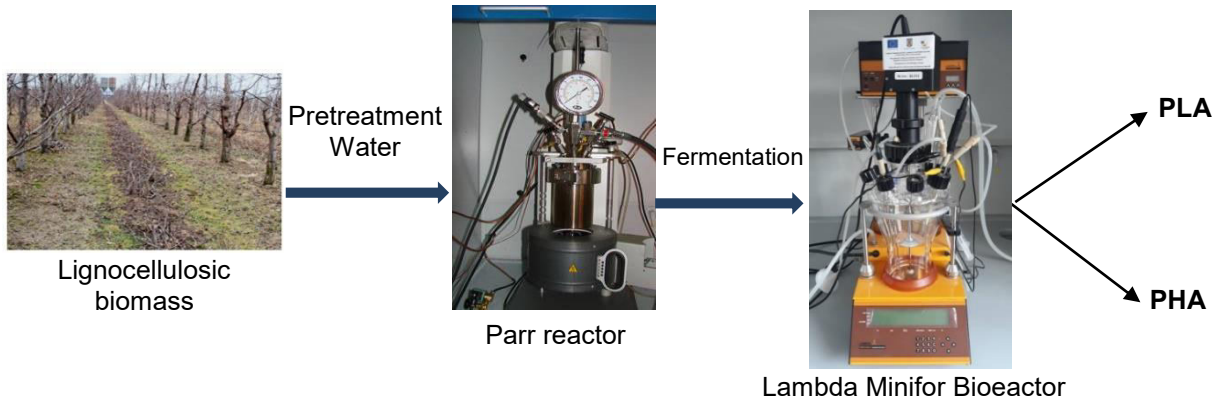 Pretreatment
Water
Fermentation
PLA
PHA
Lignocellulosic
biomass
Parr reactor
Lambda Minifor Bioeactor